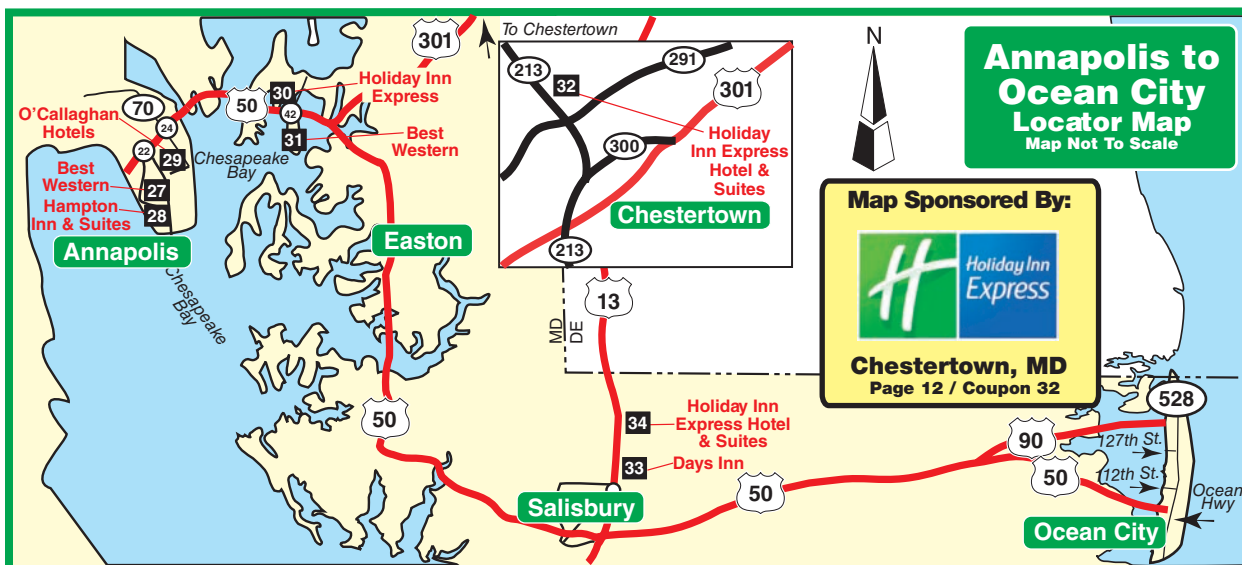 Annapolis to
Ocean City
Locator Map
Map Not To Scale
N
To Chestertown
301
213
32
291
301
300
213
Holiday
Inn Express
Hotel &
Suites
Chestertown
Map Sponsored By:
Holiday Inn
Express
Chestertown, MD
Page 12 / Coupon 32
30
Holiday Inn
Express
50
42
31
Best
Western
70
O'Callaghan
Hotels
24
22
29
Chesapeake
Bay
Best
Western
27
Hampton
Inn & Suites
28
Annapolis
Easton
Chesapeake
Bay
13
MD
DE
50
34
Holiday Inn
Express Hotel
& Suites
33
Days Inn
Salisbury
50
90
50
528
127th St.
112th St.
Ocean
Hwy
Ocean City